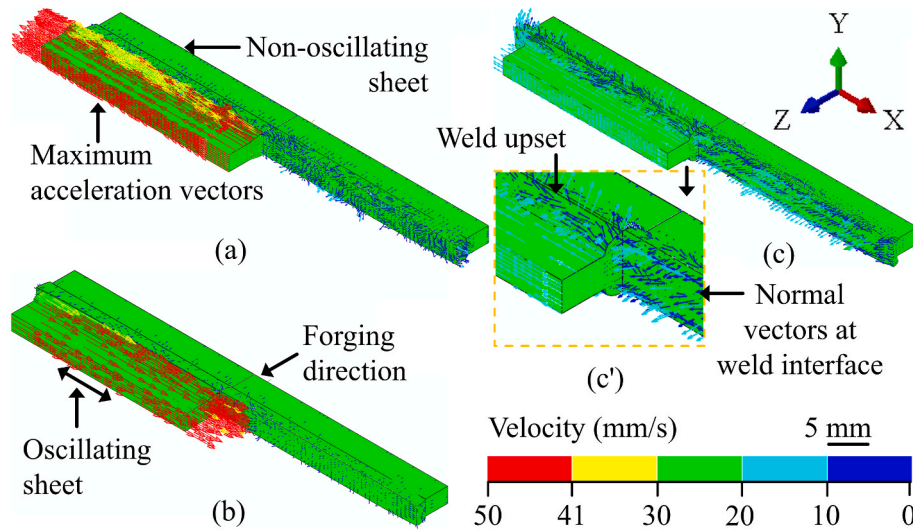 (a)
Non-oscillating
sheet
Maximum
acceleration vectors
(b)
Forging
direction
Oscillating
sheet
(c)
Weld upset
Y
Z
X
(c')
Normal
vectors at
weld interface
Velocity (mm/s)
5 mm
50 41 30 20 10 0